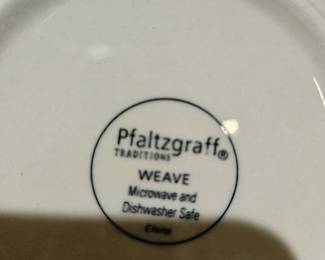 Pfaltzgraff®
TRADITIONS
WEAVE
Microwave and
Dishwasher Safe
China